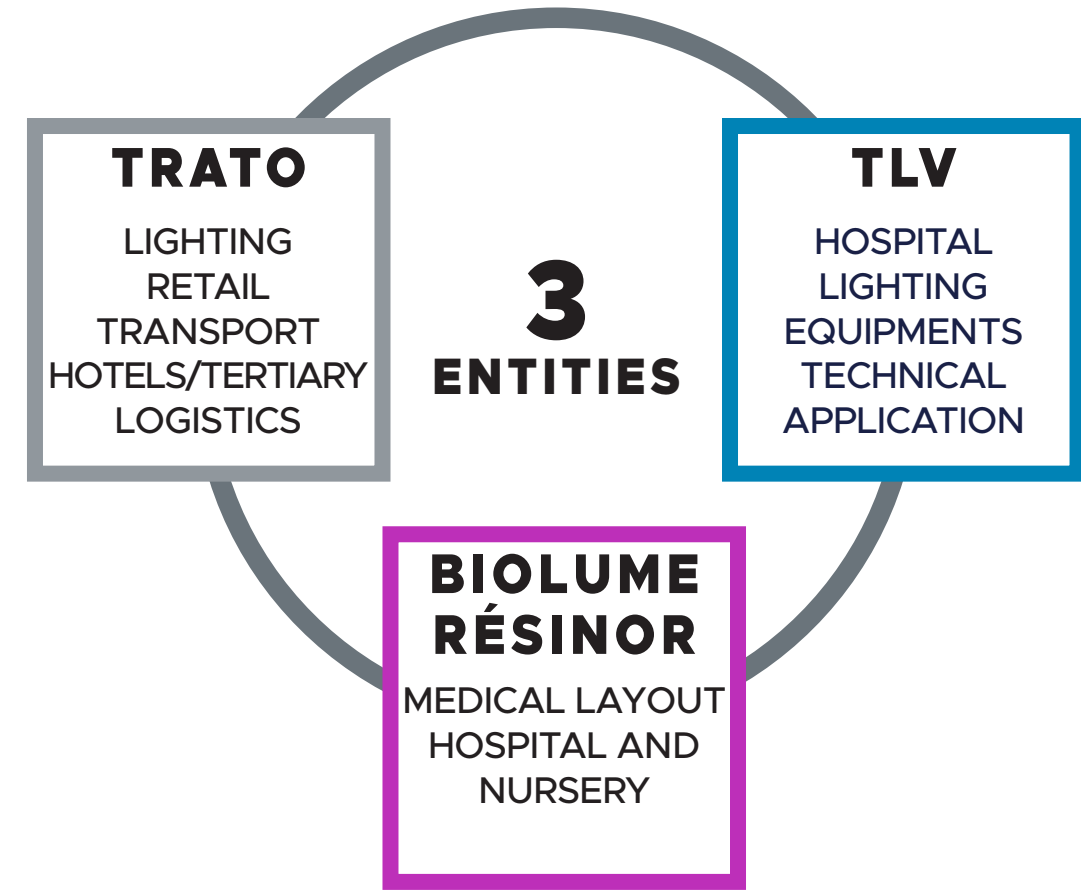 TRATO
LIGHTING
RETAIL
TRANSPORT
HOTELS/TERTIARY
LOGISTICS
3
ENTITIES
TLV
HOSPITAL
LIGHTING
EQUIPMENTS
TECHNICAL
APPLICATION
BIOLUME
RÉSINOR
MEDICAL LAYOUT
HOSPITAL AND
NURSERY